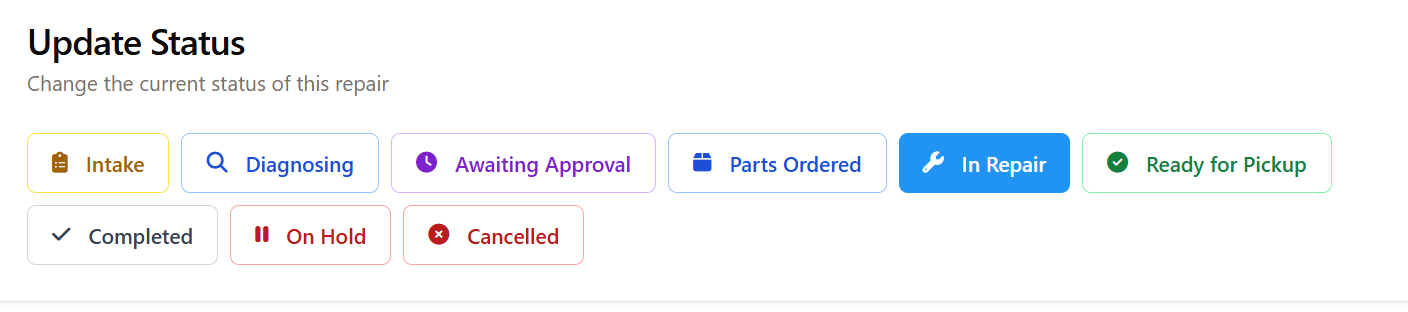 Update Status
Change the current status of this repair
Intake Diagnosing Awaiting Approval Parts Ordered In Repair Ready for Pickup
Completed On Hold Cancelled